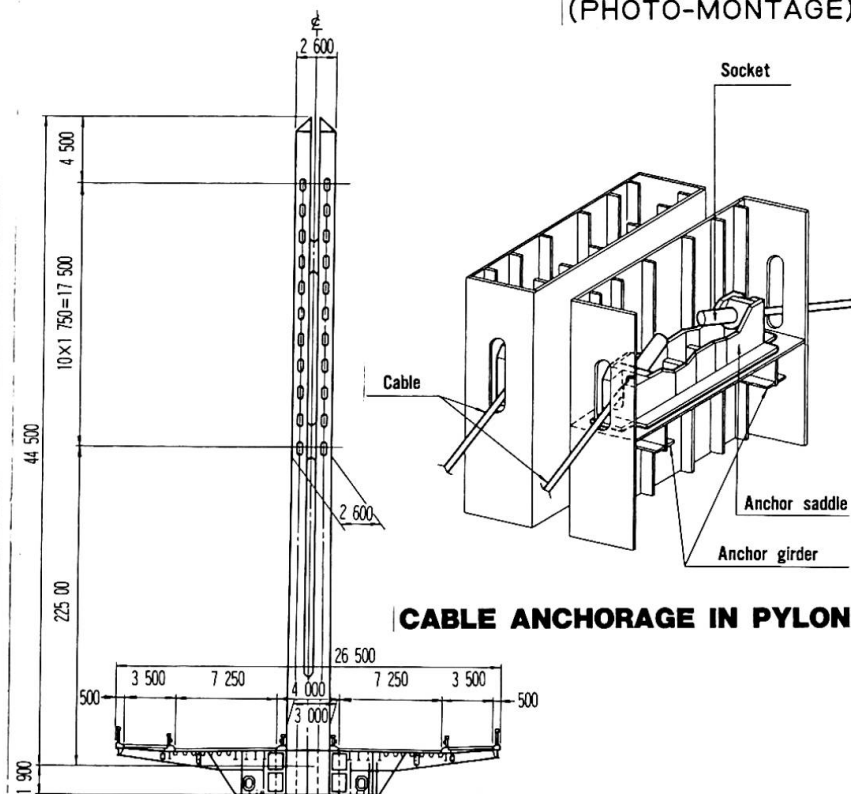 (PHOTO-MONTAGE)
℄
2 600
Socket
4 500
10×1 750=17 500
Cable
44 500
2 600
Anchor saddle
Anchor girder
225 00
CABLE ANCHORAGE IN PYLON
26 500
3 500
7 250
4 000
7 250
3 500
500
500
3 000
1 900